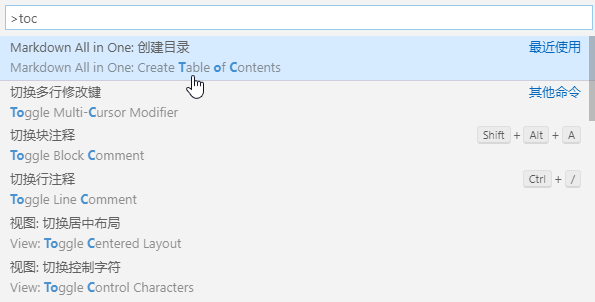 >toc
Markdown All in One: 创建目录 最近使用
Markdown All in One: Create Table of Contents
切换多行修改键 其他命令
Toggle Multi-Cursor Modifier
切换块注释 Shift + Alt + A
Toggle Block Comment
切换行注释 Ctrl + /
Toggle Line Comment
视图: 切换居中布局
View: Toggle Centered Layout
视图: 切换控制字符
View: Toggle Control Characters